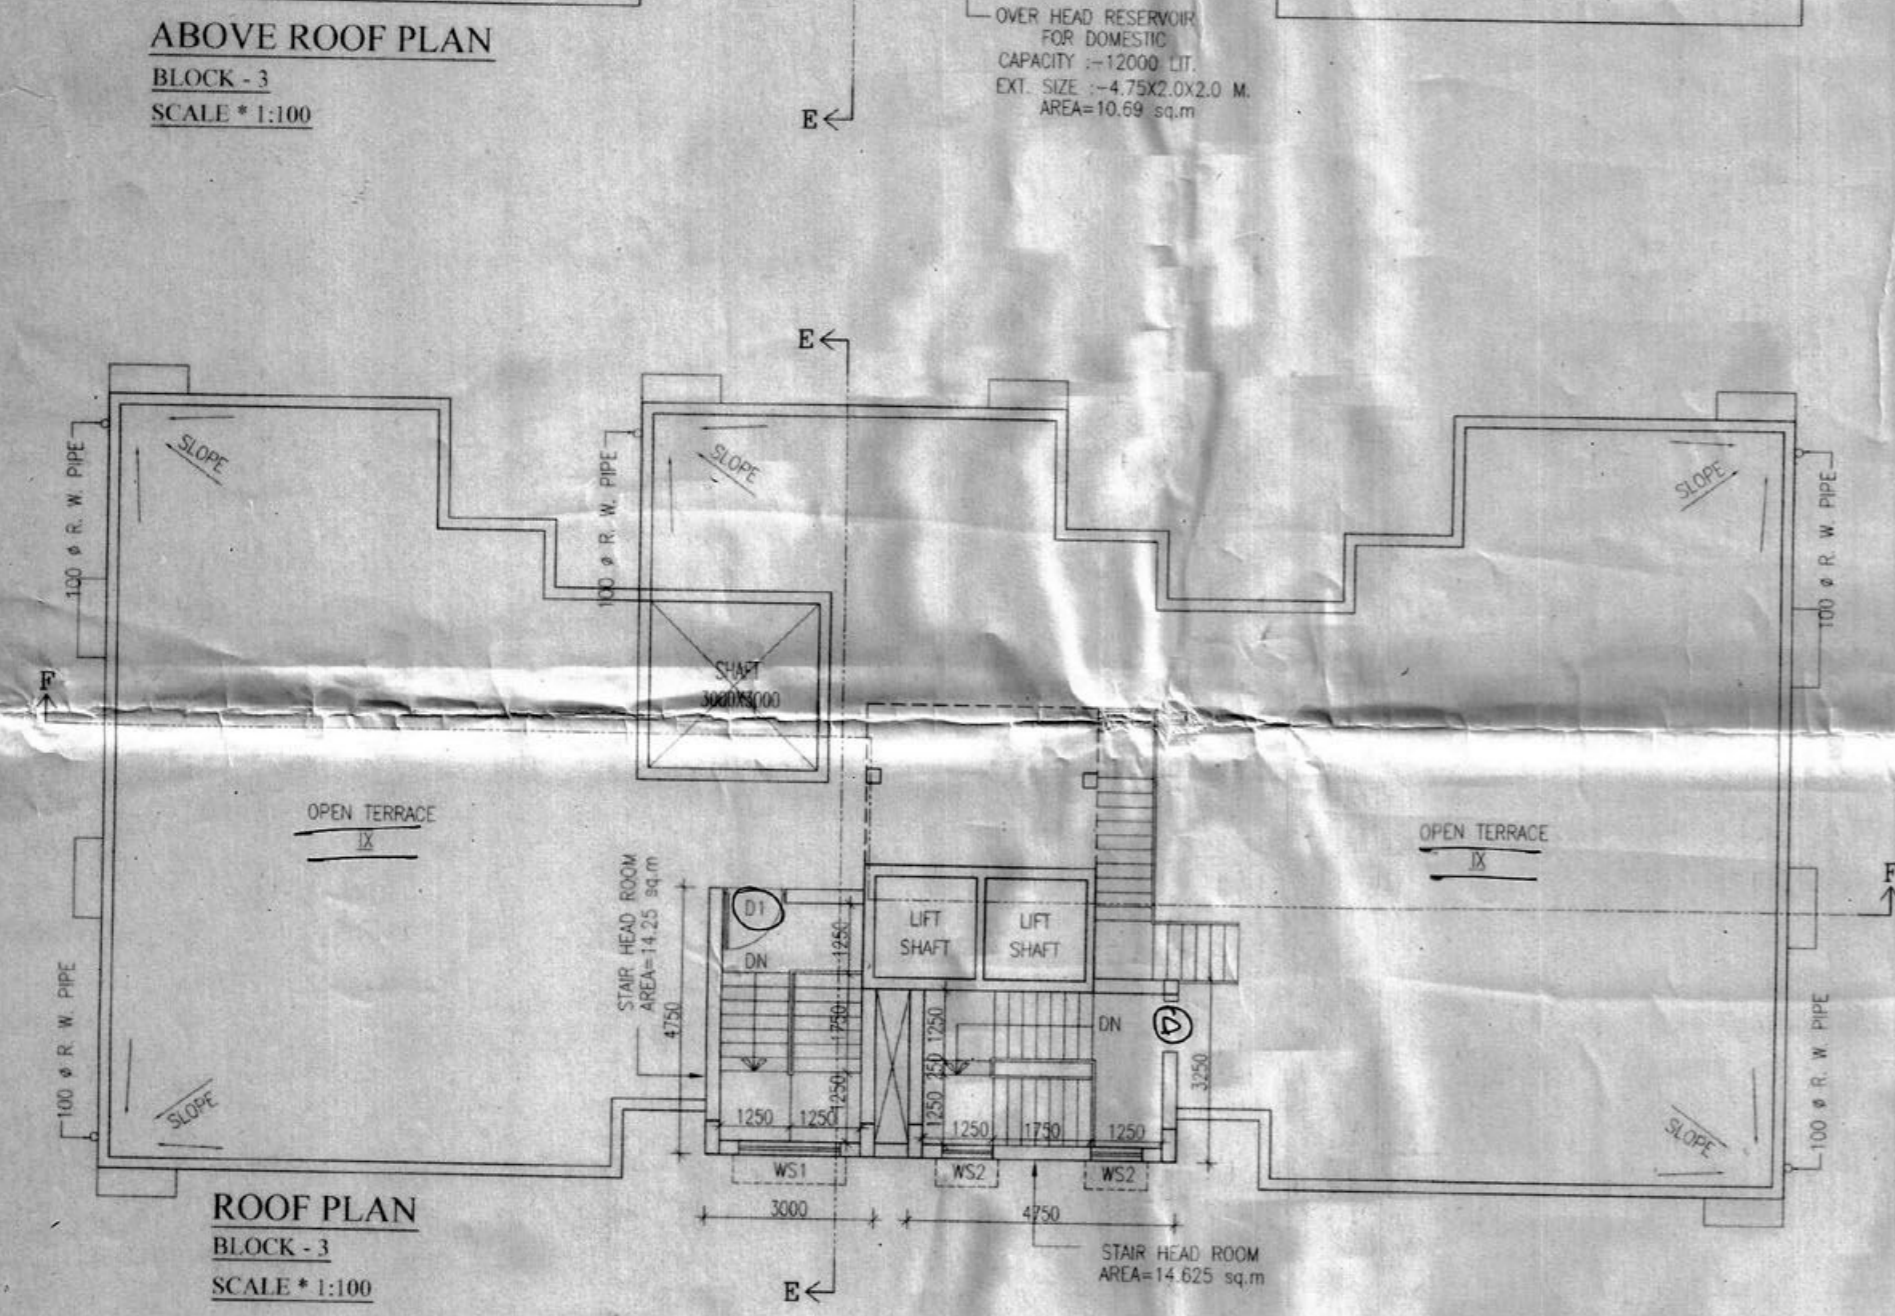 ABOVE ROOF PLAN
BLOCK - 3
SCALE * 1:100
OVER HEAD RESERVOIR
FOR DOMESTIC
CAPACITY :-12000 LIT.
EXT. SIZE :-4.75X2.0X2.0 M.
AREA=10.69 sq.m
E
E
100 ø R. W. PIPE
SLOPE
100 ø R. W. PIPE
SLOPE
SLOPE
100 ø R. W. PIPE
F
SHAFT
3000X3000
OPEN TERRACE
IX
OPEN TERRACE
IX
F
STAIR HEAD ROOM
AREA=14.25 sq.m
4750
D1
DN
1250
1750
1250
1250
1250
WS1
3000
LIFT
SHAFT
LIFT
SHAFT
1250
250
1250
DN
3250
1250
1750
1250
WS2
WS2
4750
100 ø R. W. PIPE
SLOPE
SLOPE
100 ø R. W. PIPE
STAIR HEAD ROOM
AREA=14.625 sq.m
E
ROOF PLAN
BLOCK - 3
SCALE * 1:100